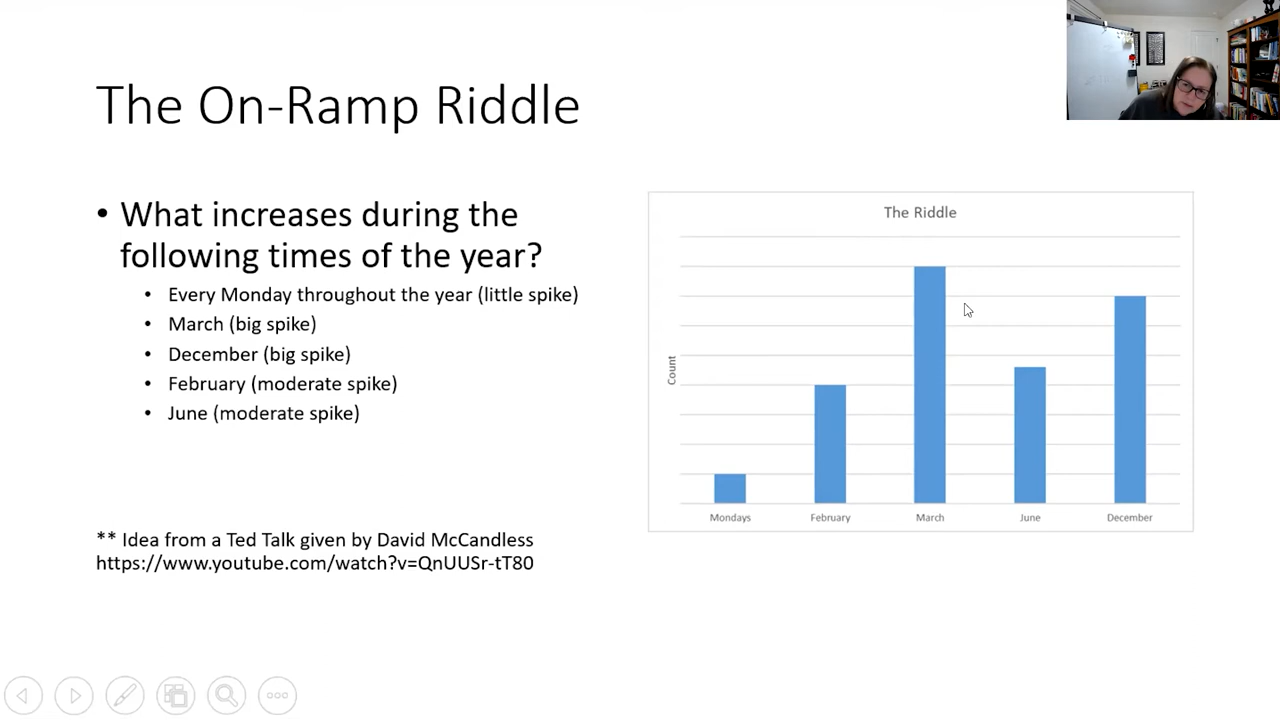 The On-Ramp Riddle
• What increases during the
following times of the year?
• Every Monday throughout the year (little spike)
• March (big spike)
• December (big spike)
• February (moderate spike)
• June (moderate spike)
** Idea from a Ted Talk given by David McCandless
https://www.youtube.com/watch?v=QnUUSr-tT80
The Riddle
Count
Mondays February March June December